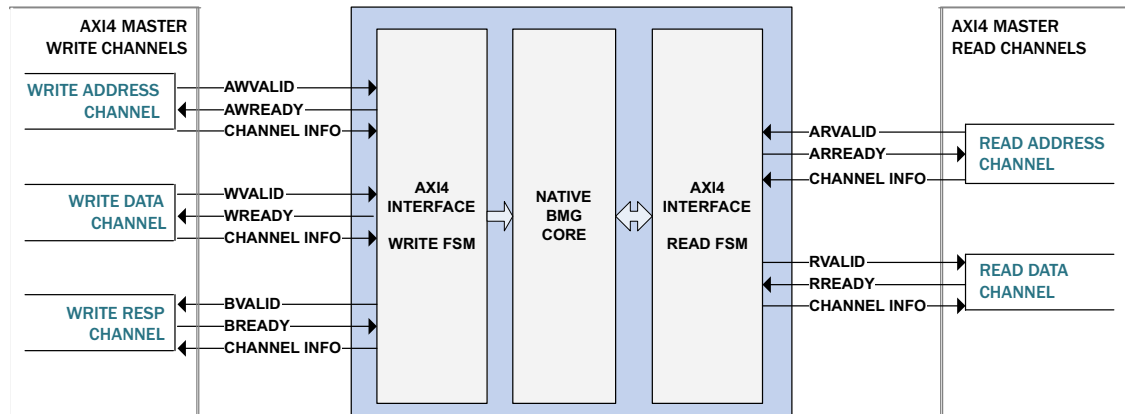 AXI4 MASTER
WRITE CHANNELS
WRITE ADDRESS
CHANNEL
AWVALID
AWREADY
CHANNEL INFO
WRITE DATA
CHANNEL
WVALID
WREADY
CHANNEL INFO
WRITE RESP
CHANNEL
BVALID
BREADY
CHANNEL INFO
AXI4
INTERFACE
WRITE FSM
NATIVE
BMG
CORE
AXI4
INTERFACE
READ FSM
AXI4 MASTER
READ CHANNELS
ARVALID
ARREADY
CHANNEL INFO
READ ADDRESS
CHANNEL
RVALID
RREADY
CHANNEL INFO
READ DATA
CHANNEL